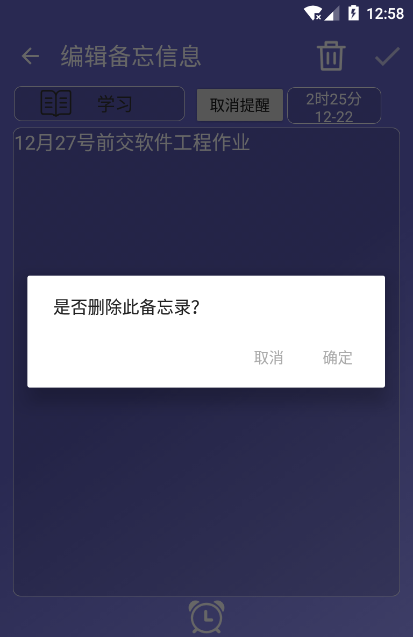 12:58
编辑备忘信息
学习
取消提醒
2时25分
12-22
12月27号前交软件工程作业
是否删除此备忘录?
取消
确定